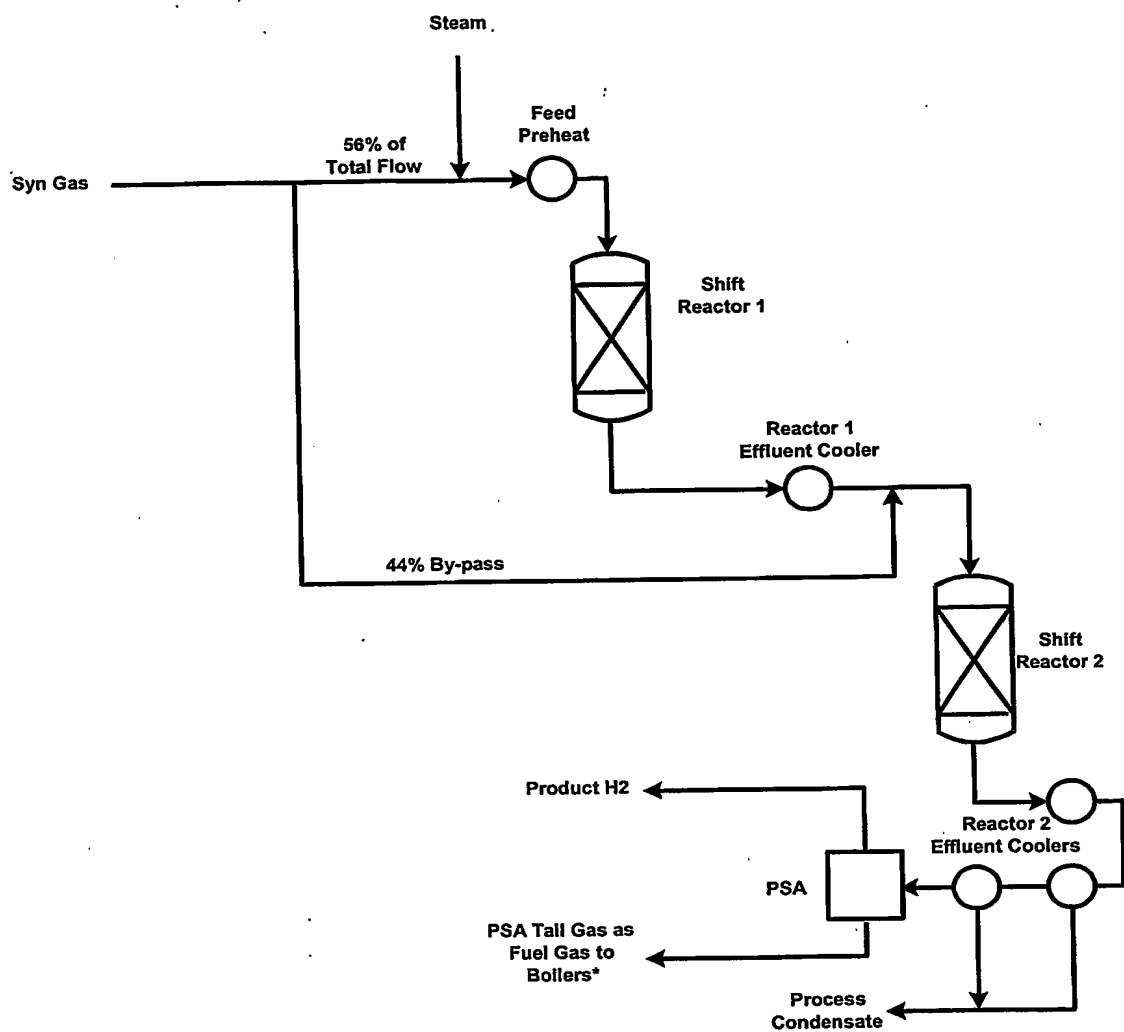 Steam
Feed
Preheat
56% of
Total Flow
Syn Gas
Shift
Reactor 1
Reactor 1
Effluent Cooler
44% By-pass
Shift
Reactor 2
Product H2
Reactor 2
Effluent Coolers
PSA
PSA Tail Gas as
Fuel Gas to
Boilers*
Process
Condensate